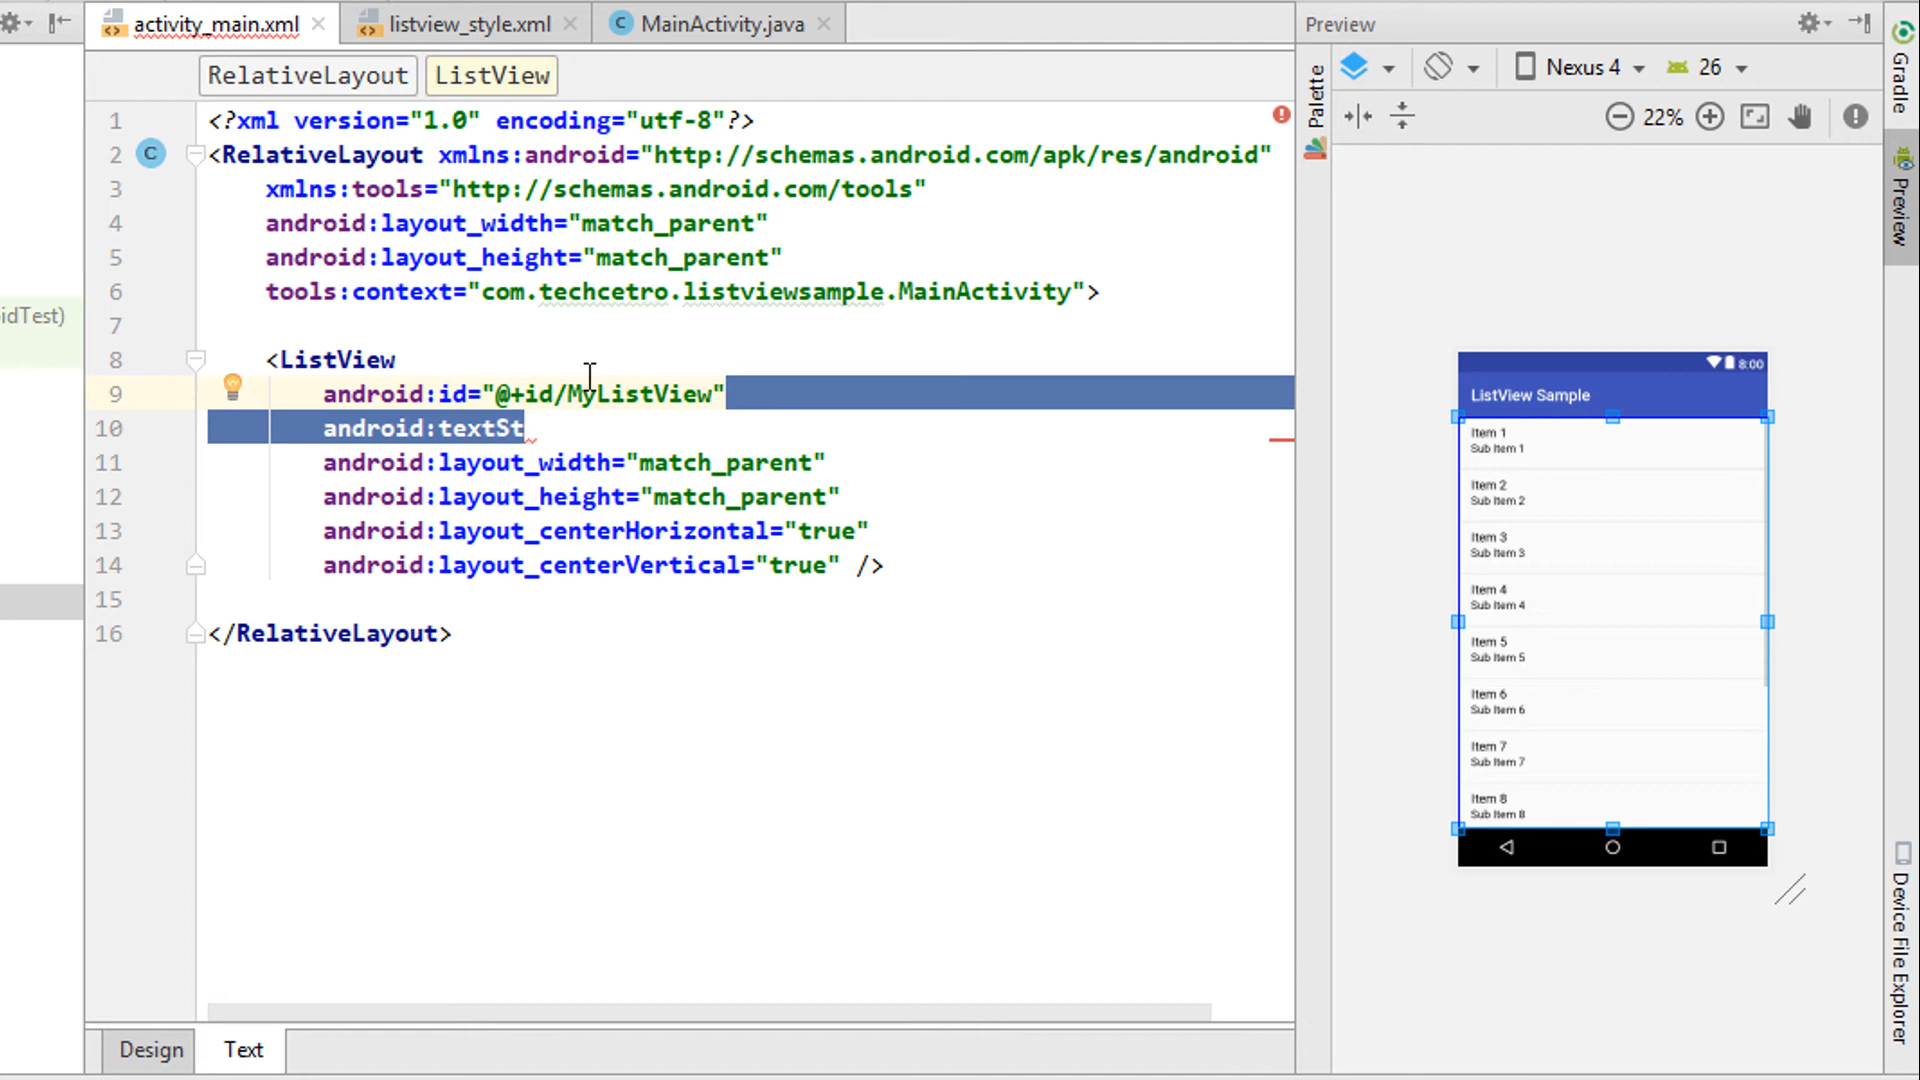 activity_main.xml
listview_style.xml
MainActivity.java
Preview
RelativeLayout
ListView
Nexus 4
26
22%
Palette
Gradle
Preview
Device File Explorer
idTest)
1 <?xml version="1.0" encoding="utf-8"?>
2 <RelativeLayout xmlns:android="http://schemas.android.com/apk/res/android"
3 xmlns:tools="http://schemas.android.com/tools"
4 android:layout_width="match_parent"
5 android:layout_height="match_parent"
6 tools:context="com.techcetro.listviewsample.MainActivity">
7
8 <ListView
9 android:id="@+id/MyListView"
10 android:textSt
11 android:layout_width="match_parent"
12 android:layout_height="match_parent"
13 android:layout_centerHorizontal="true"
14 android:layout_centerVertical="true" />
15
16 </RelativeLayout>
8:00
ListView Sample
Item 1
Sub Item 1
Item 2
Sub Item 2
Item 3
Sub Item 3
Item 4
Sub Item 4
Item 5
Sub Item 5
Item 6
Sub Item 6
Item 7
Sub Item 7
Item 8
Sub Item 8
Design
Text